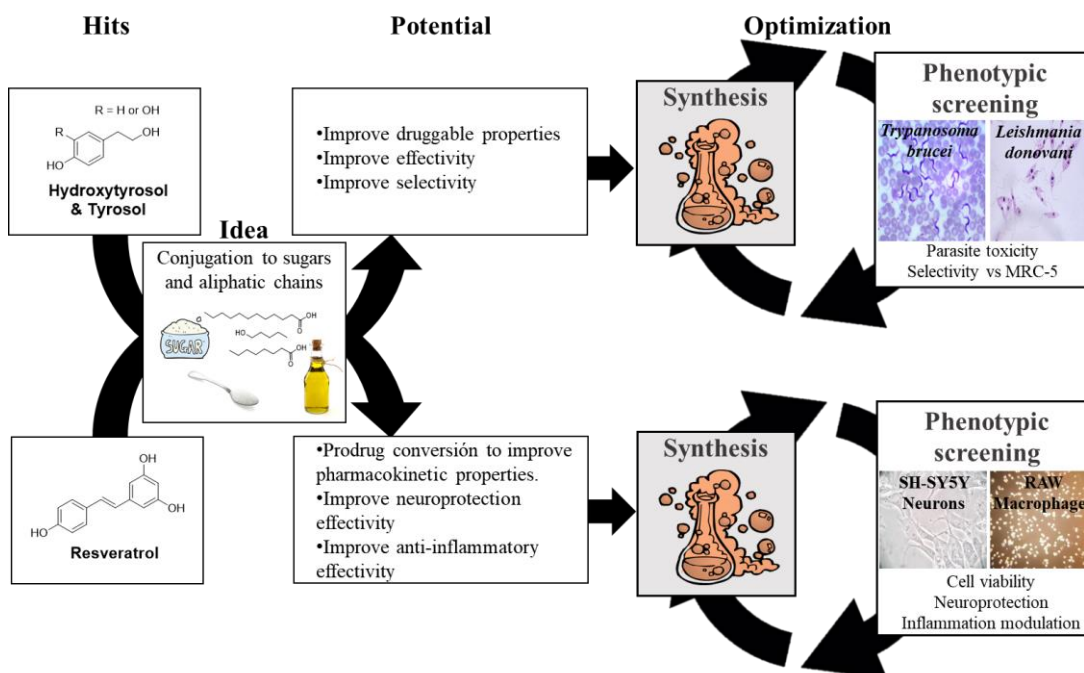 Hits
Potential
Optimization
R = H or OH
R
OH
HO
Hydroxytyrosol
& Tyrosol
Idea
Conjugation to sugars
and aliphatic chains
SUGAR
OH
O
HO
OH
O
OH
OH
HO
Resveratrol
•Improve druggable properties
•Improve effectivity
•Improve selectivity
•Prodrug conversión to improve
pharmacokinetic properties.
•Improve neuroprotection
effectivity
•Improve anti-inflammatory
effectivity
Synthesis
Phenotypic
screening
Trypanosoma
brucei
Leishmania
donovani
Parasite toxicity
Selectivity vs MRC-5
Synthesis
Phenotypic
screening
SH-SY5Y
Neurons
RAW
Macrophage
Cell viability
Neuroprotection
Inflammation modulation